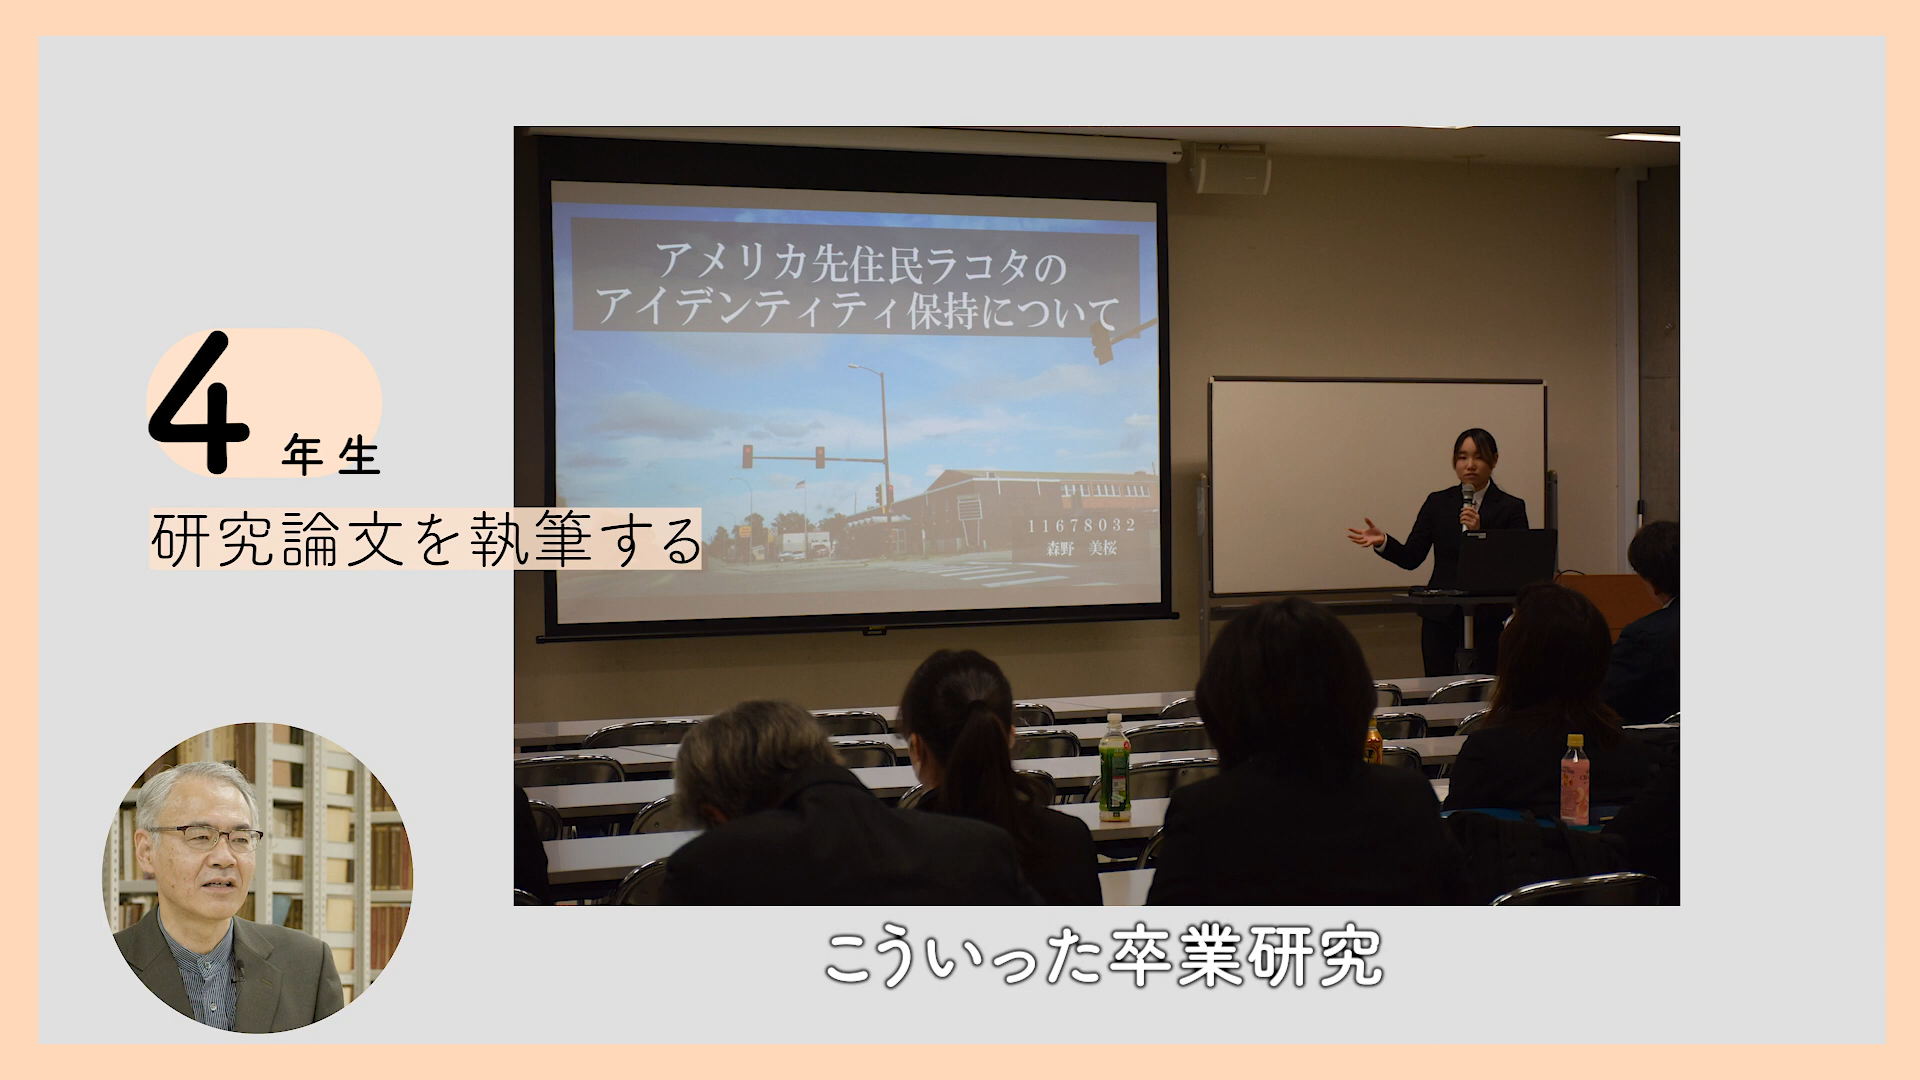 4年生
研究論文を執筆する
アメリカ先住民ラコタの
アイデンティティ保持について
11678032
森野 美桜
こういった卒業研究